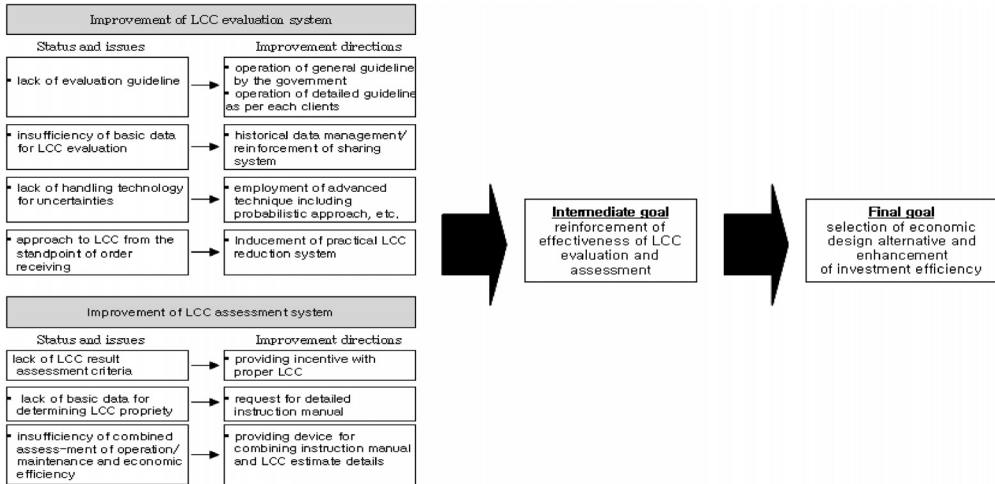 Improvement of LCC evaluation system
Status and issues
Improvement directions
▪ lack of evaluation guideline
▪ operation of general guideline
by the government
▪ operation of detailed guideline
as per each clients
▪ insufficiency of basic data
for LCC evaluation
▪ historical data management/
reinforcement of sharing
system
▪ lack of handling technology
for uncertainties
▪ employment of advanced
technique including
probabilistic approach, etc.
▪ approach to LCC from the
standpoint of order
receiving
▪ Inducement of practical LCC
reduction system
Improvement of LCC assessment system
Status and issues
Improvement directions
lack of LCC result
assessment criteria
▪ providing incentive with
proper LCC
▪ lack of basic data for
determining LCC propriety
▪ request for detailed
instruction manual
▪ insufficiency of combined
assess-ment of operation/
maintenance and economic
efficiency
▪ providing device for
combining instruction manual
and LCC estimate details
Intermediate goal
reinforcement of
effectiveness of LCC
evaluation and
assessment
Final goal
selection of economic
design alternative and
enhancement
of investment efficiency